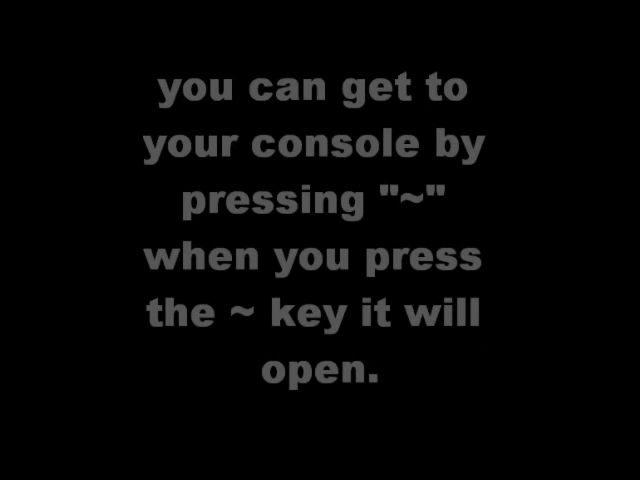 you can get to
your console by
pressing "~"
when you press
the ~ key it will
open.